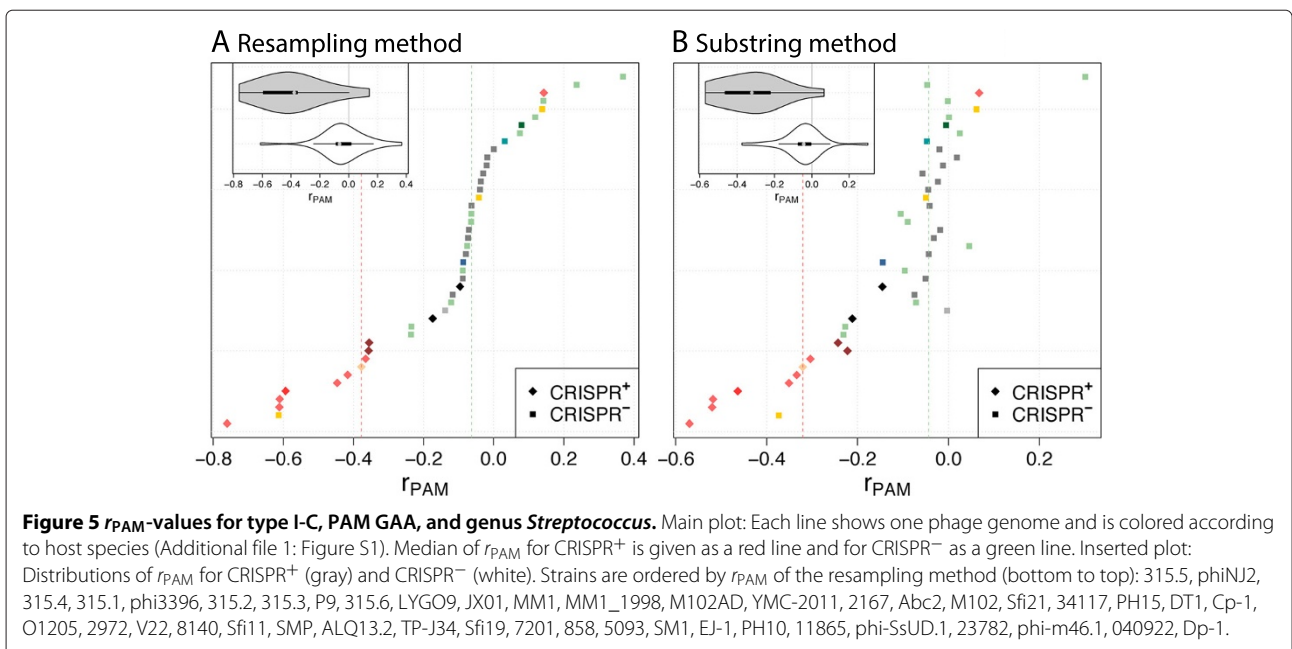 A Resampling method
B Substring method
−0.8 −0.6 −0.4 −0.2 0.0 0.2 0.4
rPAM
−0.6 −0.4 −0.2 0.0 0.2
rPAM
CRISPR+
CRISPR−
CRISPR+
CRISPR−
−0.8 −0.6 −0.4 −0.2 0.0 0.2 0.4
rPAM
−0.6 −0.4 −0.2 0.0 0.2
rPAM
Figure 5 rPAM-values for type I-C, PAM GAA, and genus Streptococcus. Main plot: Each line shows one phage genome and is colored according
to host species (Additional file 1: Figure S1). Median of rPAM for CRISPR+ is given as a red line and for CRISPR− as a green line. Inserted plot:
Distributions of rPAM for CRISPR+ (gray) and CRISPR− (white). Strains are ordered by rPAM of the resampling method (bottom to top): 315.5, phiNJ2,
315.4, 315.1, phi3396, 315.2, 315.3, P9, 315.6, LYGO9, JX01, MM1, MM1_1998, M102AD, YMC-2011, 2167, Abc2, M102, Sfi21, 34117, PH15, DT1, Cp-1,
O1205, 2972, V22, 8140, Sfi11, SMP, ALQ13.2, TP-J34, Sfi19, 7201, 858, 5093, SM1, EJ-1, PH10, 11865, phi-SsUD.1, 23782, phi-m46.1, 040922, Dp-1.